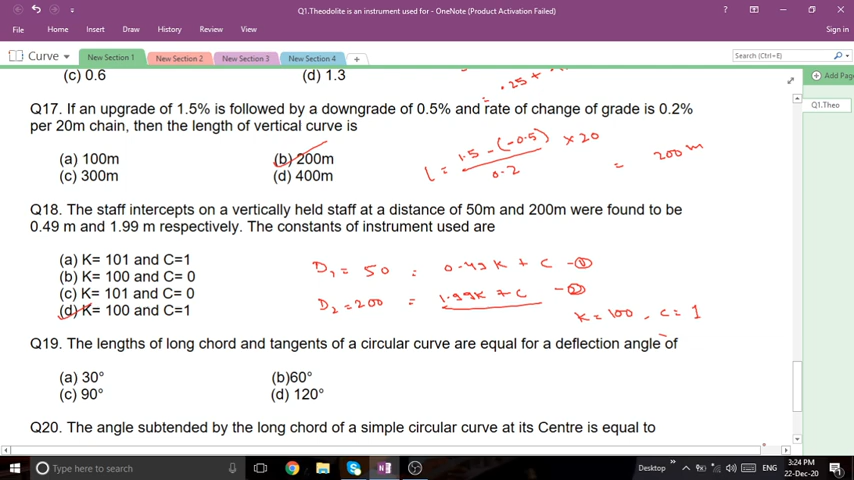 Q1.Theodolite is an instrument used for - OneNote (Product Activation Failed)
File Home Insert Draw History Review View Sign in
Curve New Section 1 New Section 2 New Section 3 New Section 4 + Search (Ctrl+E)
Add Page
Q1.Theo
(c) 0.6 (d) 1.3
= .25 +
Q17. If an upgrade of 1.5% is followed by a downgrade of 0.5% and rate of change of grade is 0.2%
per 20m chain, then the length of vertical curve is
(a) 100m (b) 200m
(c) 300m (d) 400m
l = 1.5 - (-0.5) × 20 = 200 m
0.2
Q18. The staff intercepts on a vertically held staff at a distance of 50m and 200m were found to be
0.49 m and 1.99 m respectively. The constants of instrument used are
(a) K= 101 and C=1
(b) K= 100 and C= 0
(c) K= 101 and C= 0
(d) K= 100 and C=1
D1 = 50 = 0.49 K + C - ①
D2 = 200 = 1.99K + C - ②
K = 100 , C = 1
Q19. The lengths of long chord and tangents of a circular curve are equal for a deflection angle of
(a) 30° (b)60°
(c) 90° (d) 120°
Q20. The angle subtended by the long chord of a simple circular curve at its Centre is equal to
Type here to search Desktop ENG 3:24 PM
22-Dec-20